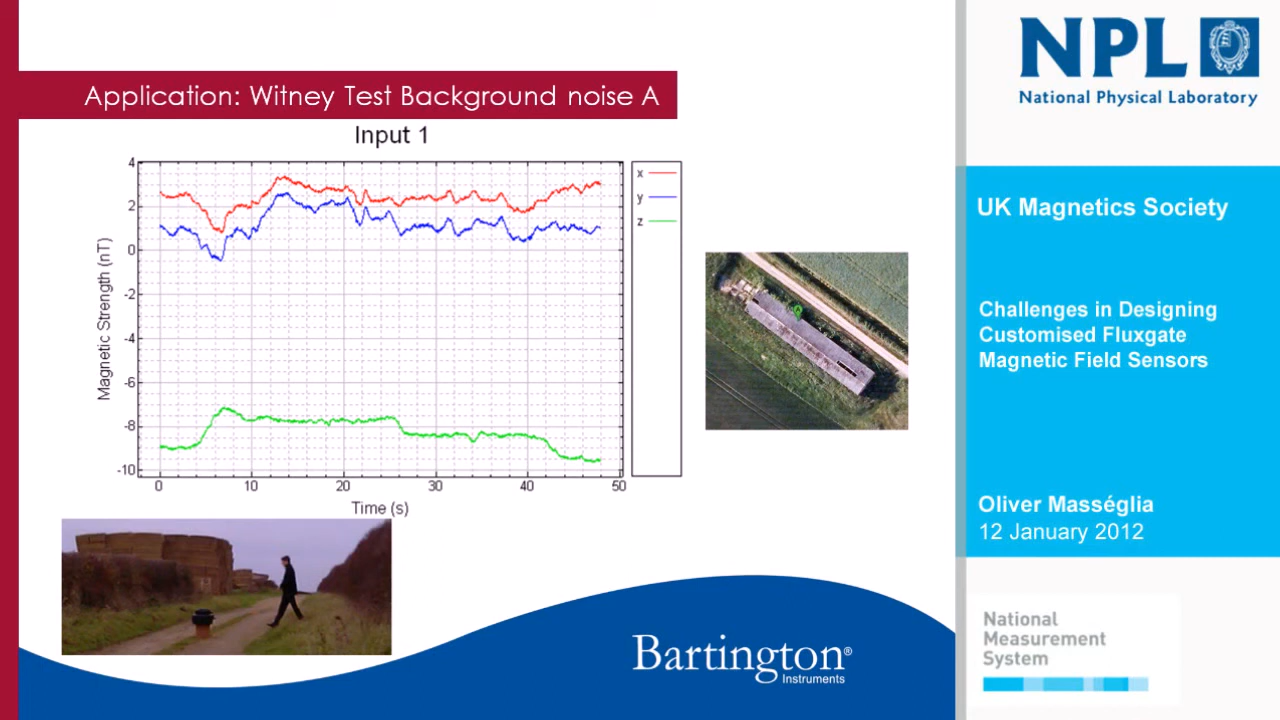 Application: Witney Test Background noise A
Input 1
Magnetic Strength (nT)
4
2
0
-2
-4
-6
-8
-10
0 10 20 30 40 50
Time (s)
x
y
z
Bartington®
Instruments
NPL
National Physical Laboratory
UK Magnetics Society
Challenges in Designing
Customised Fluxgate
Magnetic Field Sensors
Oliver Masséglia
12 January 2012
National
Measurement
System